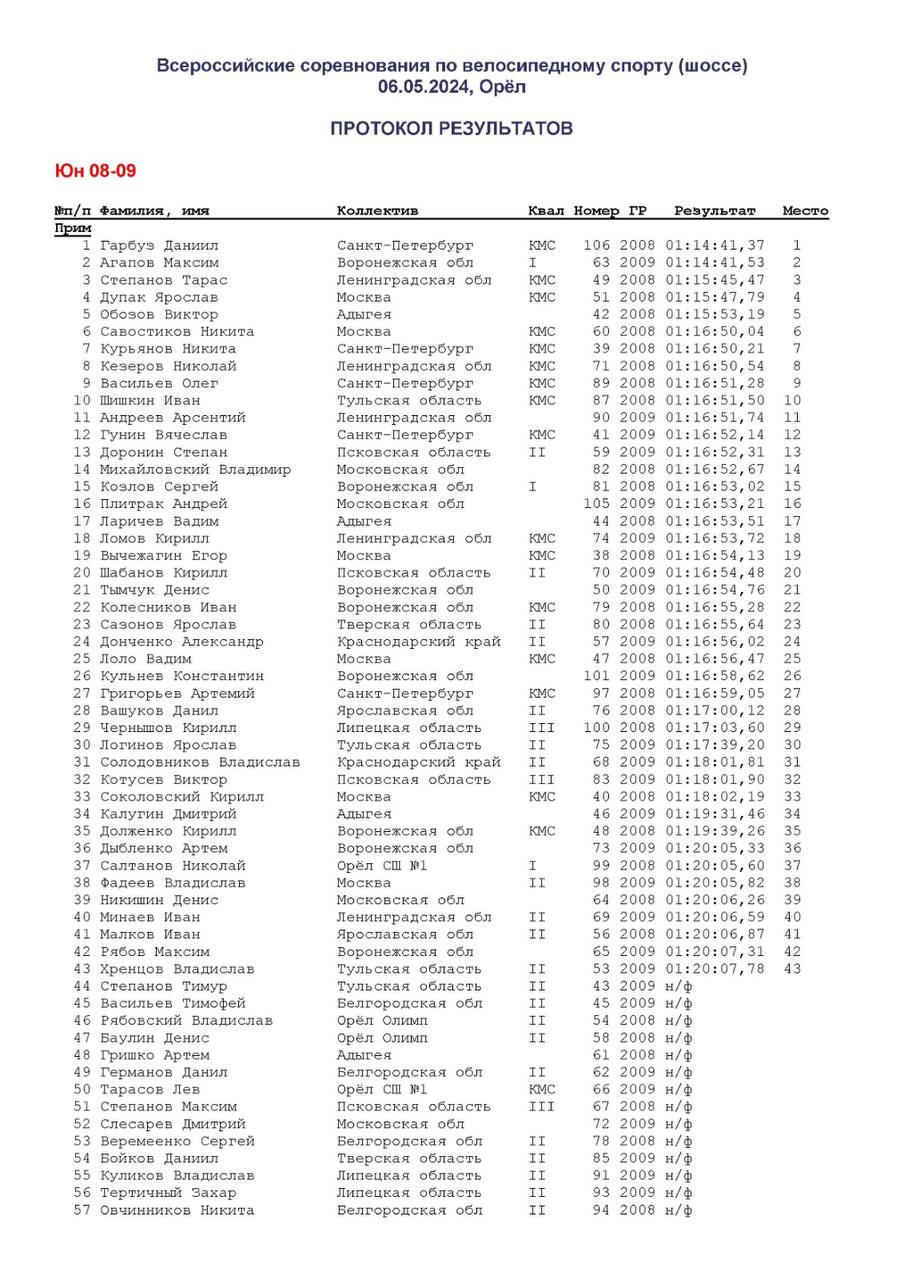 Всероссийские соревнования по велосипедному спорту (шоссе)
06.05.2024, Орёл
ПРОТОКОЛ РЕЗУЛЬТАТОВ
Юн 08-09
№п/п Фамилия, имя Коллектив Квал Номер ГР Результат Место
Прим
1 Гарбуз Даниил Санкт-Петербург КМС 106 2008 01:14:41,37 1
2 Агапов Максим Воронежская обл I 63 2009 01:14:41,53 2
3 Степанов Тарас Ленинградская обл КМС 49 2008 01:15:45,47 3
4 Дупак Ярослав Москва КМС 51 2008 01:15:47,79 4
5 Обозов Виктор Адыгея 42 2008 01:15:53,19 5
6 Савостиков Никита Москва КМС 60 2008 01:16:50,04 6
7 Курьянов Никита Санкт-Петербург КМС 39 2008 01:16:50,21 7
8 Кезеров Николай Ленинградская обл КМС 71 2008 01:16:50,54 8
9 Васильев Олег Санкт-Петербург КМС 89 2008 01:16:51,28 9
10 Шишкин Иван Тульская область КМС 87 2008 01:16:51,50 10
11 Андреев Арсентий Ленинградская обл 90 2009 01:16:51,74 11
12 Гунин Вячеслав Санкт-Петербург КМС 41 2009 01:16:52,14 12
13 Доронин Степан Псковская область II 59 2009 01:16:52,31 13
14 Михайловский Владимир Московская обл 82 2008 01:16:52,67 14
15 Козлов Сергей Воронежская обл I 81 2008 01:16:53,02 15
16 Плитрак Андрей Московская обл 105 2009 01:16:53,21 16
17 Ларичев Вадим Адыгея 44 2008 01:16:53,51 17
18 Ломов Кирилл Ленинградская обл КМС 74 2009 01:16:53,72 18
19 Вычежагин Егор Москва КМС 38 2008 01:16:54,13 19
20 Шабанов Кирилл Псковская область II 70 2009 01:16:54,48 20
21 Тымчук Денис Воронежская обл 50 2009 01:16:54,76 21
22 Колесников Иван Воронежская обл КМС 79 2008 01:16:55,28 22
23 Сазонов Ярослав Тверская область II 80 2008 01:16:55,64 23
24 Донченко Александр Краснодарский край II 57 2009 01:16:56,02 24
25 Лоло Вадим Москва КМС 47 2008 01:16:56,47 25
26 Кульнев Константин Воронежская обл 101 2009 01:16:58,62 26
27 Григорьев Артемий Санкт-Петербург КМС 97 2008 01:16:59,05 27
28 Вашуков Данил Ярославская обл II 76 2008 01:17:00,12 28
29 Чернышов Кирилл Липецкая область III 100 2008 01:17:03,60 29
30 Логинов Ярослав Тульская область II 75 2009 01:17:39,20 30
31 Солодовников Владислав Краснодарский край II 68 2009 01:18:01,81 31
32 Котусев Виктор Псковская область III 83 2009 01:18:01,90 32
33 Соколовский Кирилл Москва КМС 40 2008 01:18:02,19 33
34 Калугин Дмитрий Адыгея 46 2009 01:19:31,46 34
35 Долженко Кирилл Воронежская обл КМС 48 2008 01:19:39,26 35
36 Дыбленко Артем Воронежская обл 73 2009 01:20:05,33 36
37 Салтанов Николай Орёл СШ №1 I 99 2008 01:20:05,60 37
38 Фадеев Владислав Москва II 98 2009 01:20:05,82 38
39 Никишин Денис Московская обл 64 2008 01:20:06,26 39
40 Минаев Иван Ленинградская обл II 69 2009 01:20:06,59 40
41 Малков Иван Ярославская обл II 56 2008 01:20:06,87 41
42 Рябов Максим Воронежская обл 65 2009 01:20:07,31 42
43 Хренцов Владислав Тульская область II 53 2009 01:20:07,78 43
44 Степанов Тимур Тульская область II 43 2009 н/ф
45 Васильев Тимофей Белгородская обл II 45 2009 н/ф
46 Рябовский Владислав Орёл Олимп II 54 2008 н/ф
47 Баулин Денис Орёл Олимп II 58 2008 н/ф
48 Гришко Артем Адыгея 61 2008 н/ф
49 Германов Данил Белгородская обл II 62 2009 н/ф
50 Тарасов Лев Орёл СШ №1 КМС 66 2009 н/ф
51 Степанов Максим Псковская область III 67 2008 н/ф
52 Слесарев Дмитрий Московская обл 72 2009 н/ф
53 Веремеенко Сергей Белгородская обл II 78 2008 н/ф
54 Бойков Даниил Тверская область II 85 2009 н/ф
55 Куликов Владислав Липецкая область II 91 2009 н/ф
56 Тертичный Захар Липецкая область II 93 2009 н/ф
57 Овчинников Никита Белгородская обл II 94 2008 н/ф